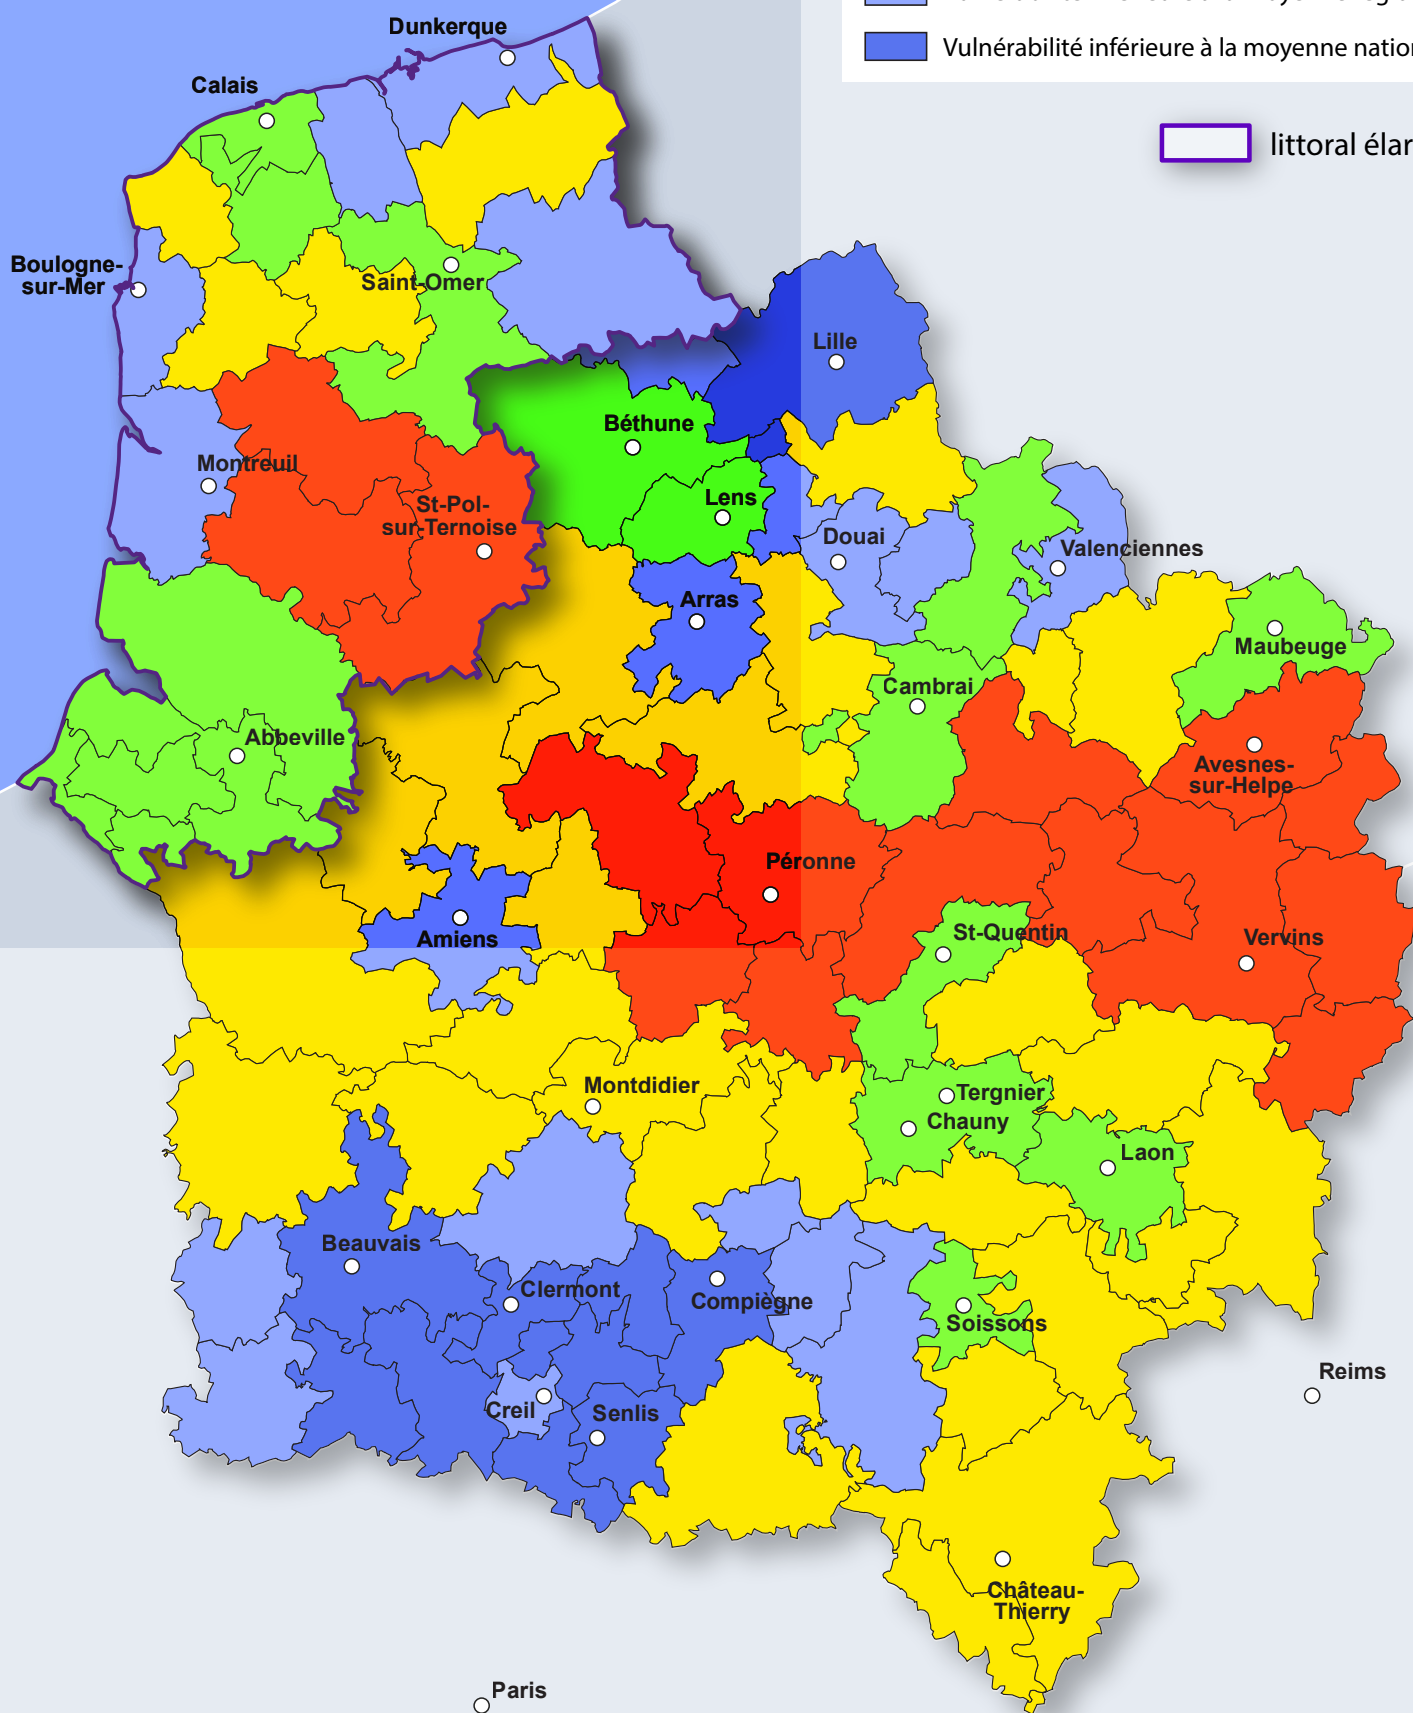 Vulnérabilité inférieure à la moyenne
littoral
Dunkerque
Calais
Boulogne-
sur-Mer
Saint-Omer
Lille
Béthune
Montreuil
Lens
St-Pol-
sur-Ternoise
Douai
Valenciennes
Arras
Maubeuge
Cambrai
Abbeville
Avesnes-
sur-Helpe
Péronne
St-Quentin
Vervins
Amiens
Montdidier
Tergnier
Chauny
Laon
Beauvais
Clermont
Compiègne
Soissons
Reims
Creil
Senlis
Château-
Thierry
Paris